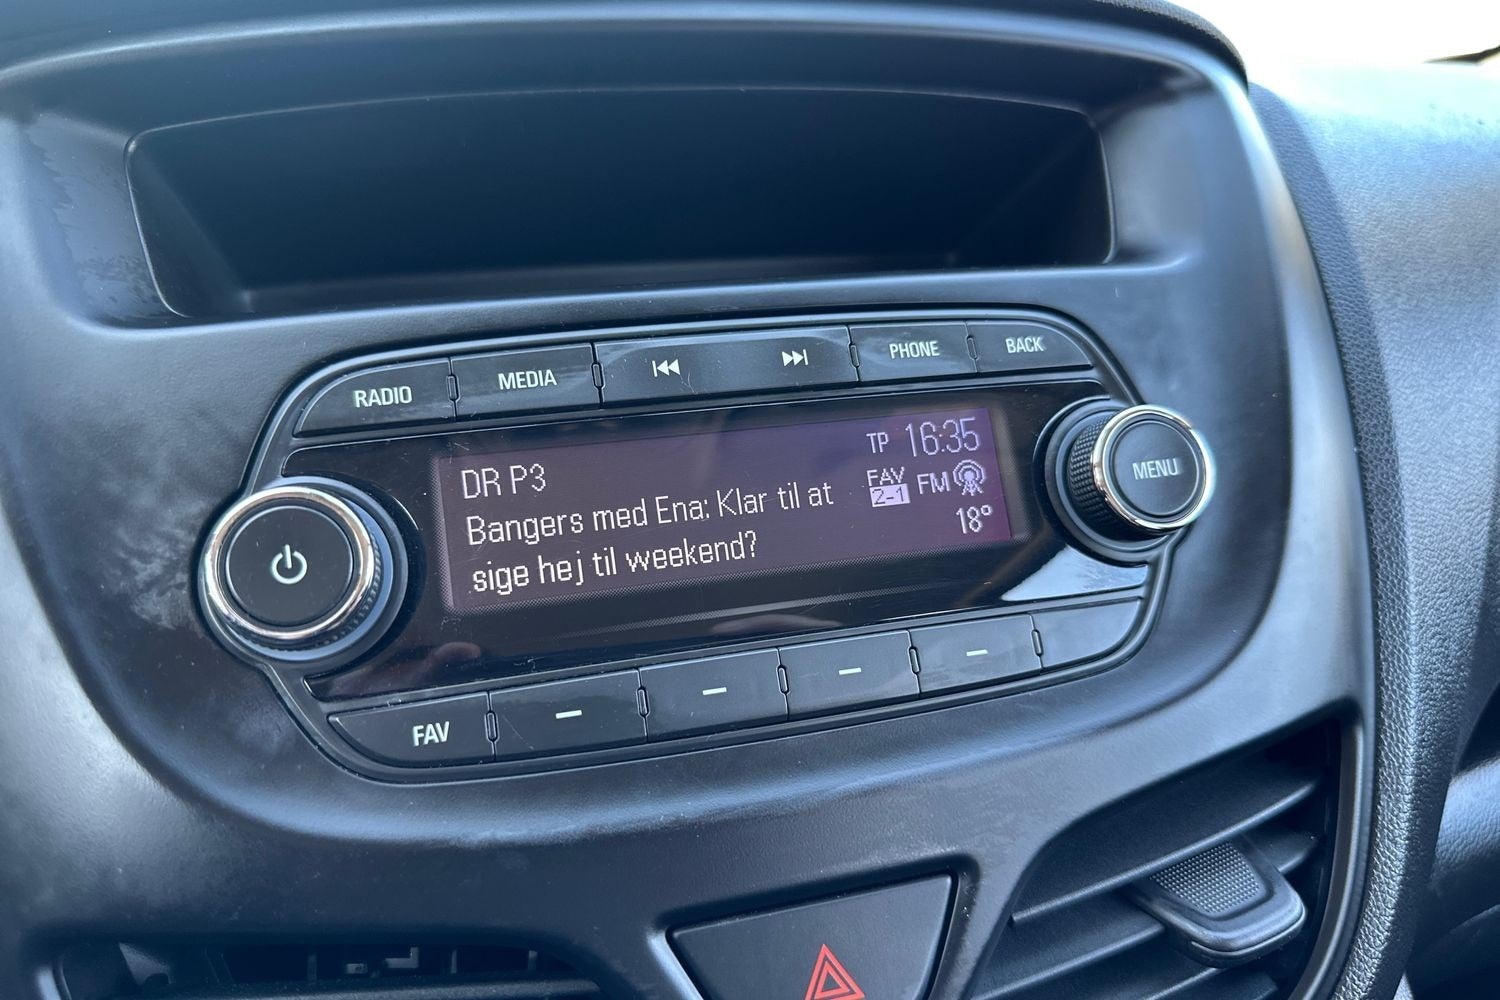 RADIO MEDIA PHONE BACK
TP 16:35
DR P3
FAV
2-1 FM
Bangers med Ena: Klar til at
sige hej til weekend?
18°
MENU
FAV